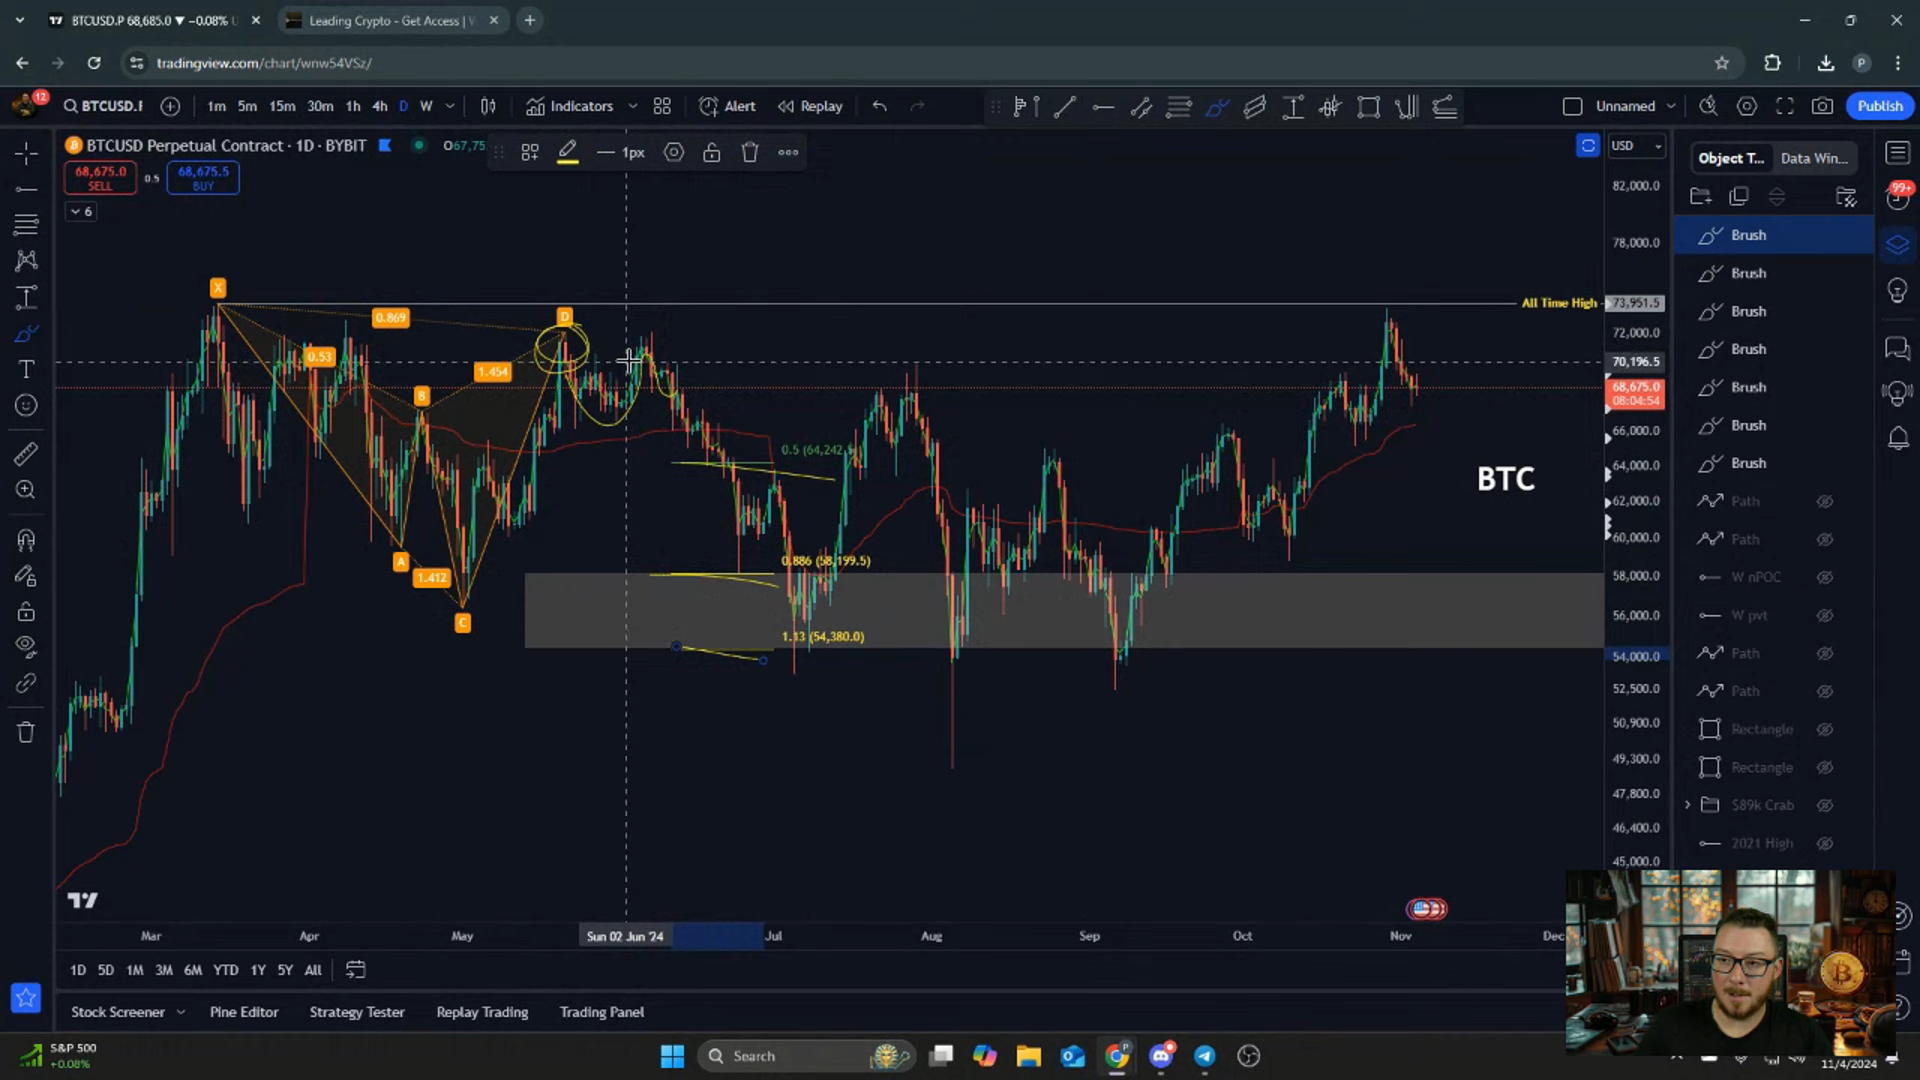 BTCUSD.P 68,685.0 ▼ −0.08% U
Leading Crypto - Get Access | W
tradingview.com/chart/wnw54VSz/
P
12
BTCUSD.P
1m 5m 15m 30m 1h 4h D W
Indicators
Alert
Replay
Unnamed
Publish
BTCUSD Perpetual Contract · 1D · BYBIT
O67,75
1px
68,675.0
SELL
0.5
68,675.5
BUY
6
USD
82,000.0
78,000.0
73,951.5
72,000.0
70,196.5
68,675.0
08:04:54
66,000.0
64,000.0
62,000.0
60,000.0
58,000.0
56,000.0
54,000.0
52,500.0
50,900.0
49,300.0
47,800.0
46,400.0
45,000.0
All Time High
X
0.869
D
0.53
1.454
B
A
1.412
C
0.5 (64,242.5)
0.886 (58,199.5)
1.13 (54,380.0)
BTC
Mar Apr May Sun 02 Jun '24 Jul Aug Sep Oct Nov Dec
1D 5D 1M 3M 6M YTD 1Y 5Y All
Stock Screener
Pine Editor
Strategy Tester
Replay Trading
Trading Panel
Object T...
Data Win...
99+
Brush
Brush
Brush
Brush
Brush
Brush
Brush
Path
Path
W nPOC
W pvt
Path
Path
Rectangle
Rectangle
$89k Crab
2021 High
S&P 500
+0.08%
Search
11/4/2024